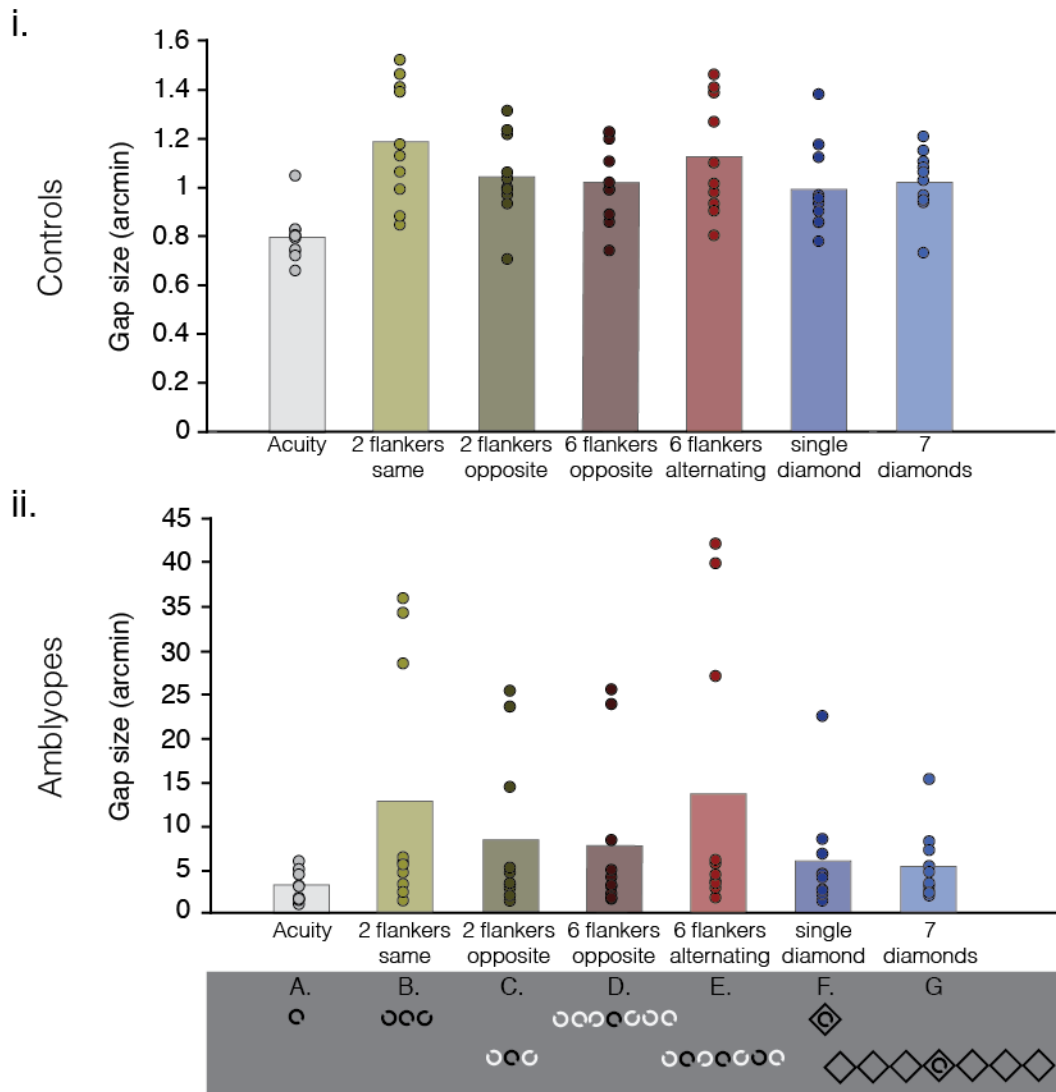 i.
Controls
Gap size (arcmin)
1.6
1.4
1.2
1
0.8
0.6
0.4
0.2
0
Acuity
2 flankers
same
2 flankers
opposite
6 flankers
opposite
6 flankers
alternating
single
diamond
7
diamonds
ii.
Amblyopes
Gap size (arcmin)
45
40
35
30
25
20
15
10
5
0
Acuity
2 flankers
same
2 flankers
opposite
6 flankers
opposite
6 flankers
alternating
single
diamond
7
diamonds
A. B. C. D. E. F. G